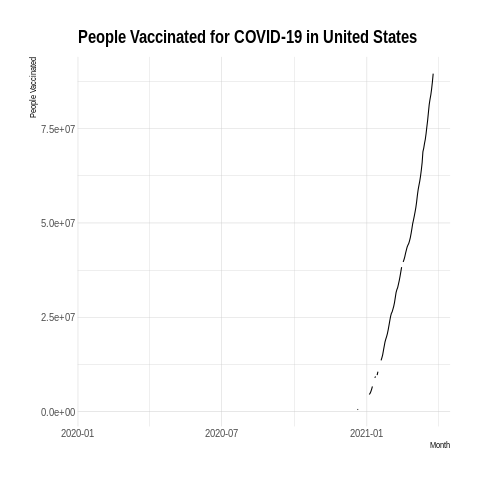 People Vaccinated for COVID-19 in United States
People Vaccinated
7.5e+07
5.0e+07
2.5e+07
0.0e+00
2020-01 2020-07 2021-01
Month